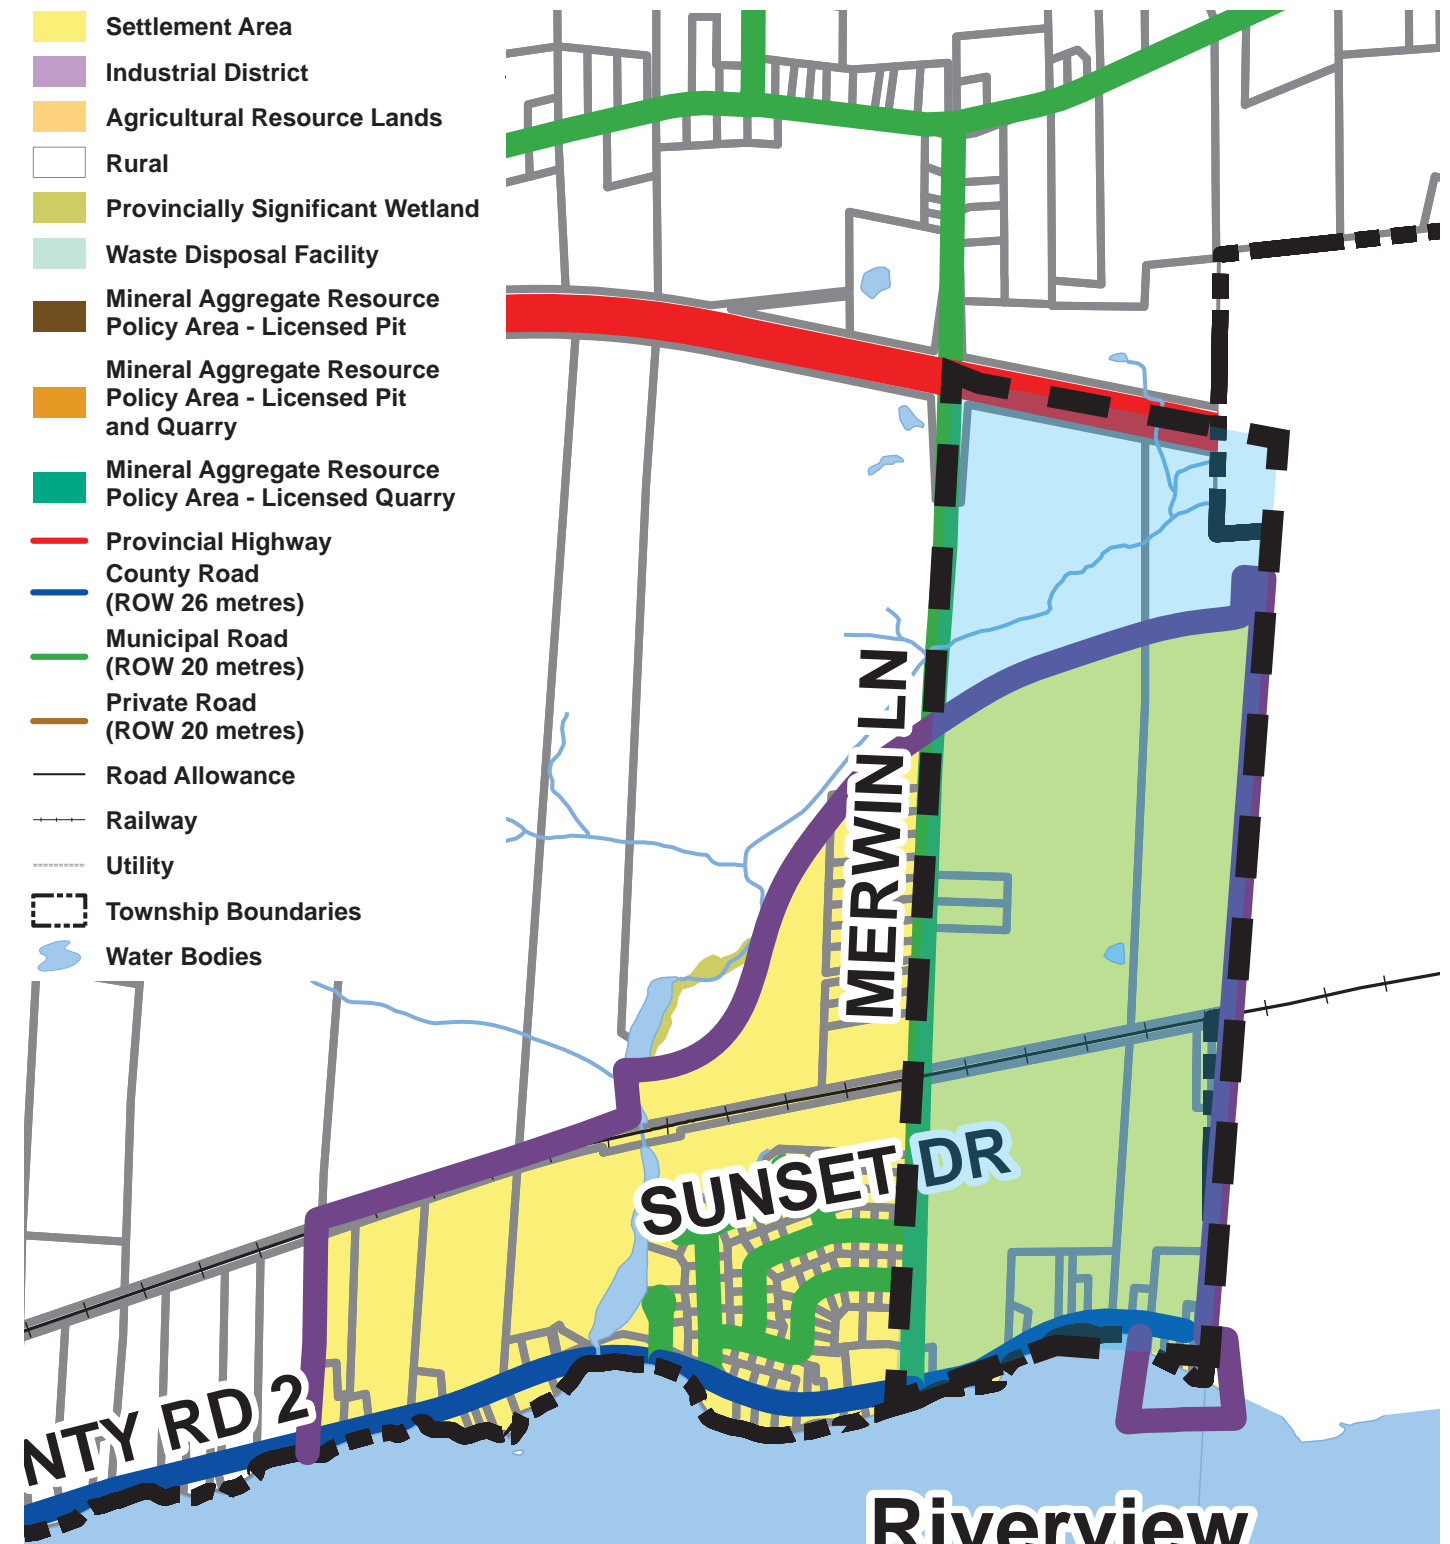 Settlement Area
Industrial District
Agricultural Resource Lands
Rural
Provincially Significant Wetland
Waste Disposal Facility
Mineral Aggregate Resource
Policy Area - Licensed Pit
Mineral Aggregate Resource
Policy Area - Licensed Pit
and Quarry
Mineral Aggregate Resource
Policy Area - Licensed Quarry
Provincial Highway
County Road
(ROW 26 metres)
Municipal Road
(ROW 20 metres)
Private Road
(ROW 20 metres)
Road Allowance
Railway
Utility
Township Boundaries
Water Bodies
MERWIN LN
SUNSET DR
NTY RD 2
Riverview